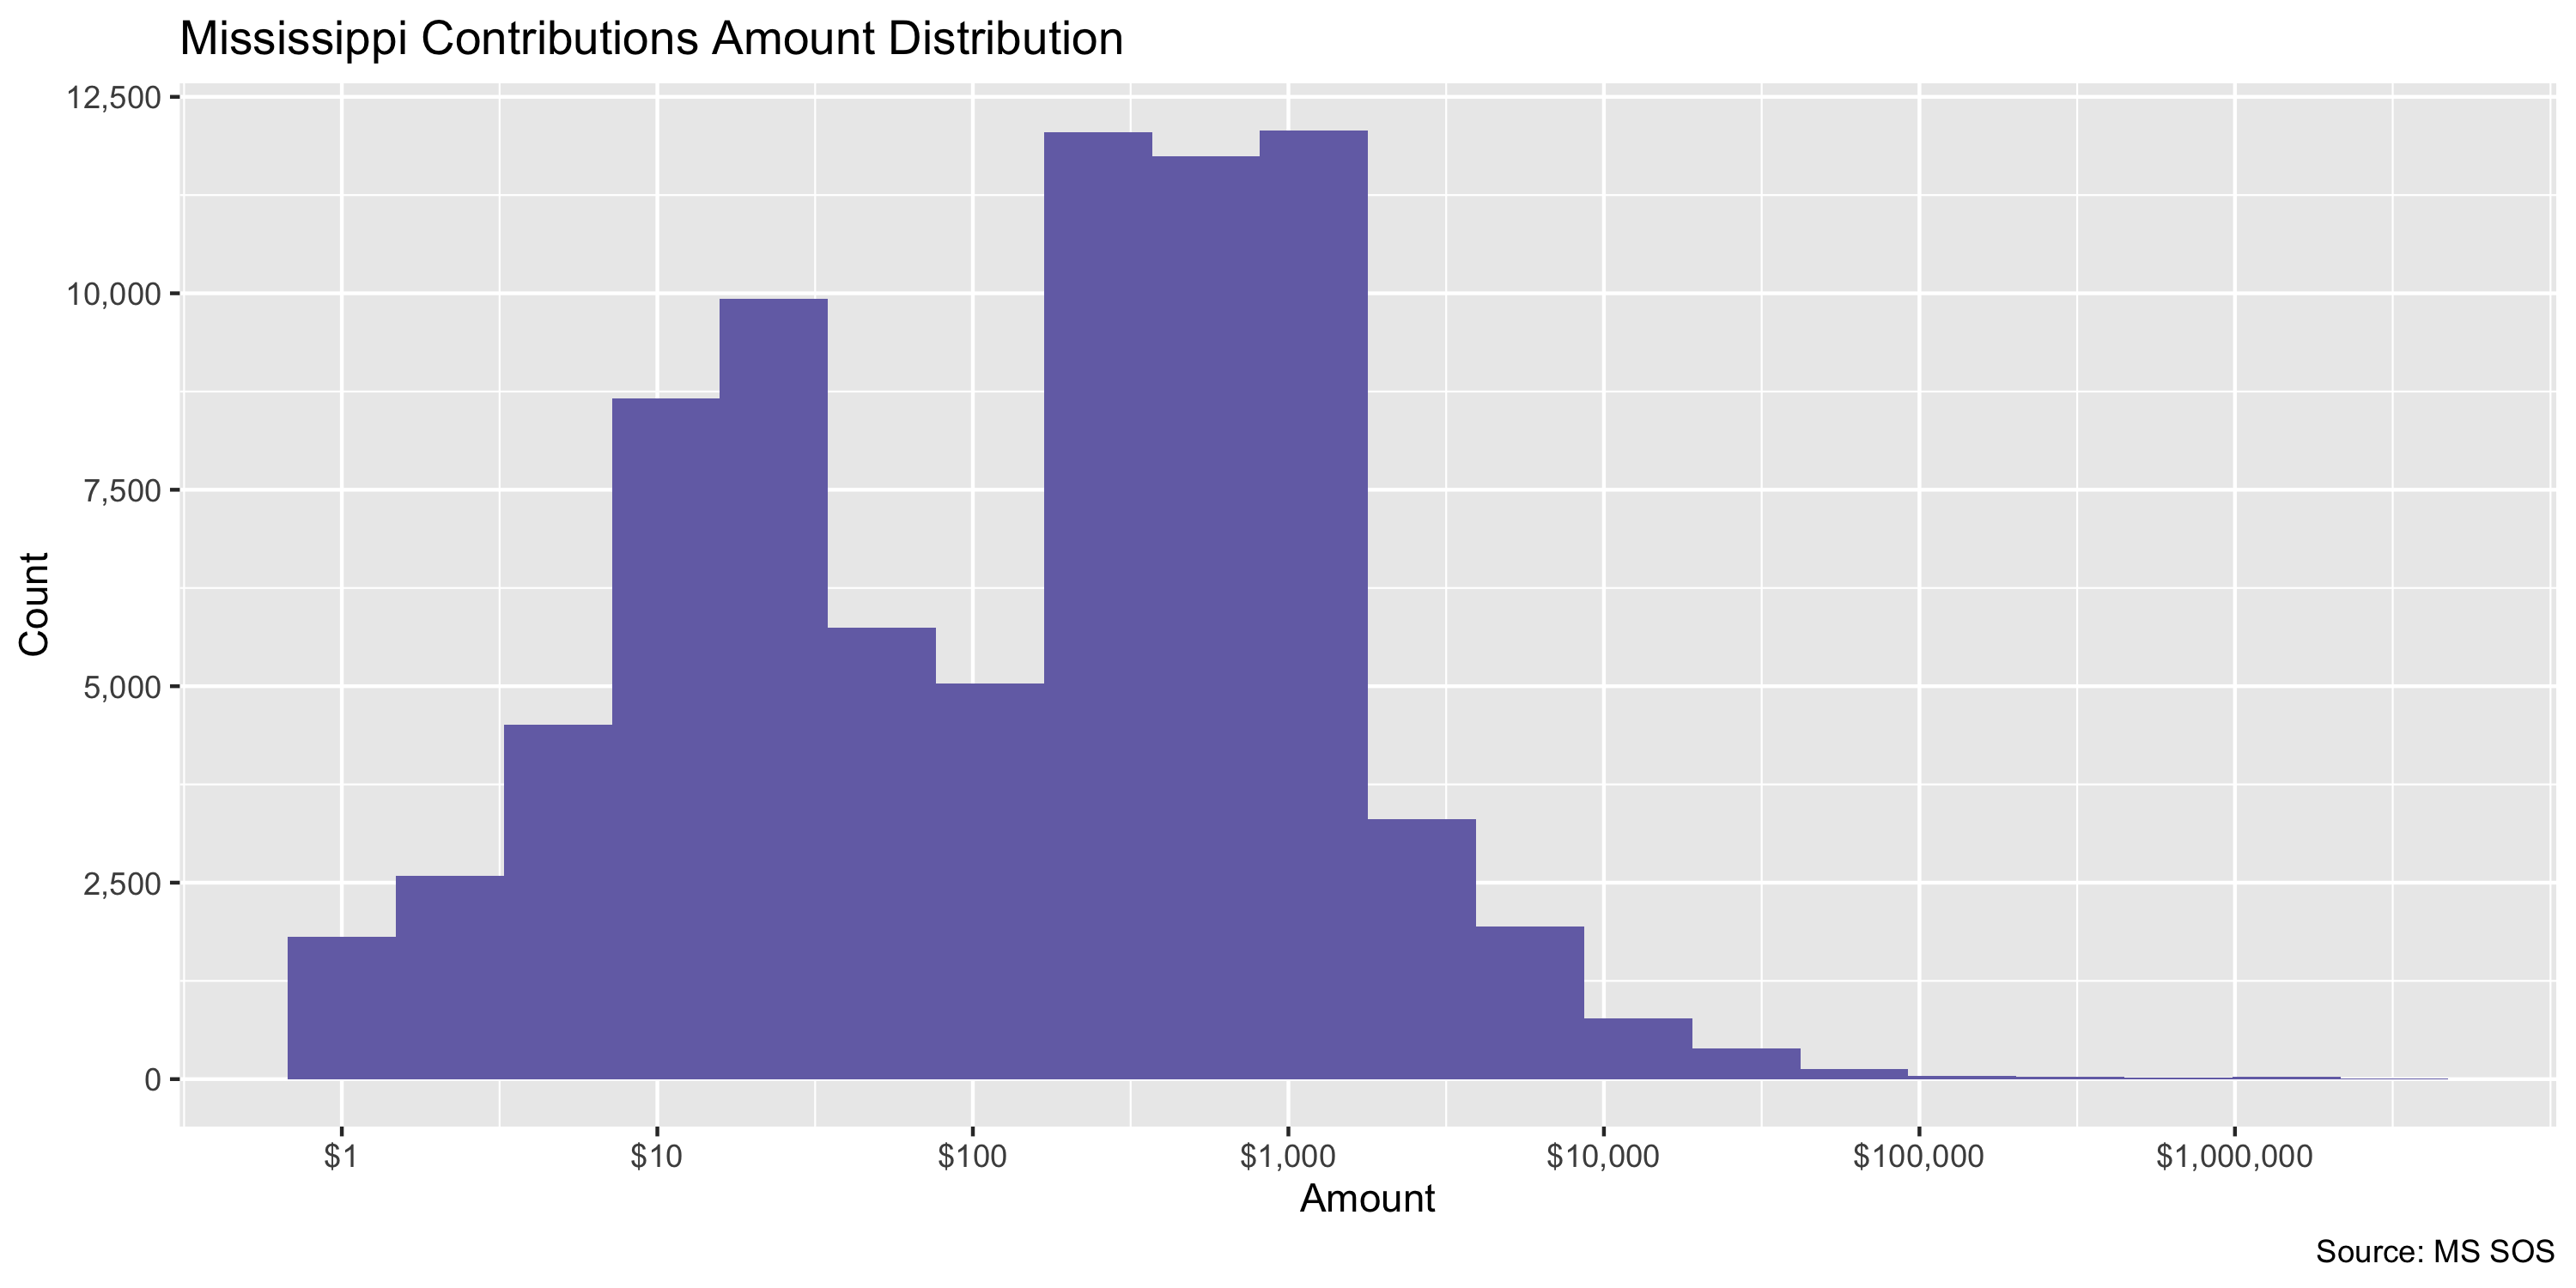 Mississippi Contributions Amount Distribution
12,500
10,000
7,500
5,000
2,500
0
Count
$1 $10 $100 $1,000 $10,000 $100,000 $1,000,000
Amount
Source: MS SOS